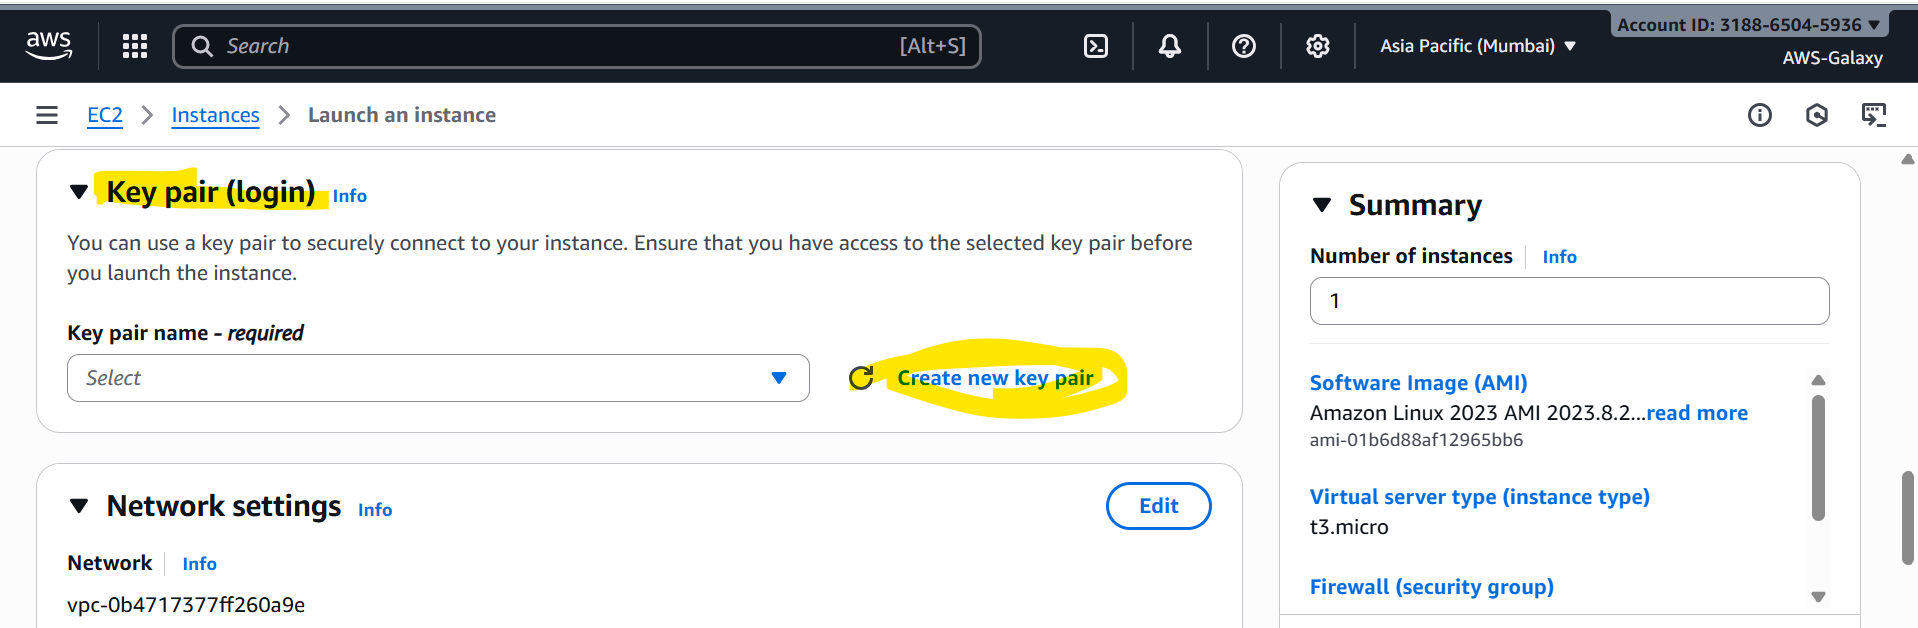 aws
Search [Alt+S]
Asia Pacific (Mumbai)
Account ID: 3188-6504-5936
AWS-Galaxy
EC2 Instances Launch an instance
Key pair (login) Info
You can use a key pair to securely connect to your instance. Ensure that you have access to the selected key pair before
you launch the instance.
Key pair name - required
Select
Create new key pair
Network settings Info
Edit
Network Info
vpc-0b4717377ff260a9e
Summary
Number of instances Info
1
Software Image (AMI)
Amazon Linux 2023 AMI 2023.8.2...read more
ami-01b6d88af12965bb6
Virtual server type (instance type)
t3.micro
Firewall (security group)